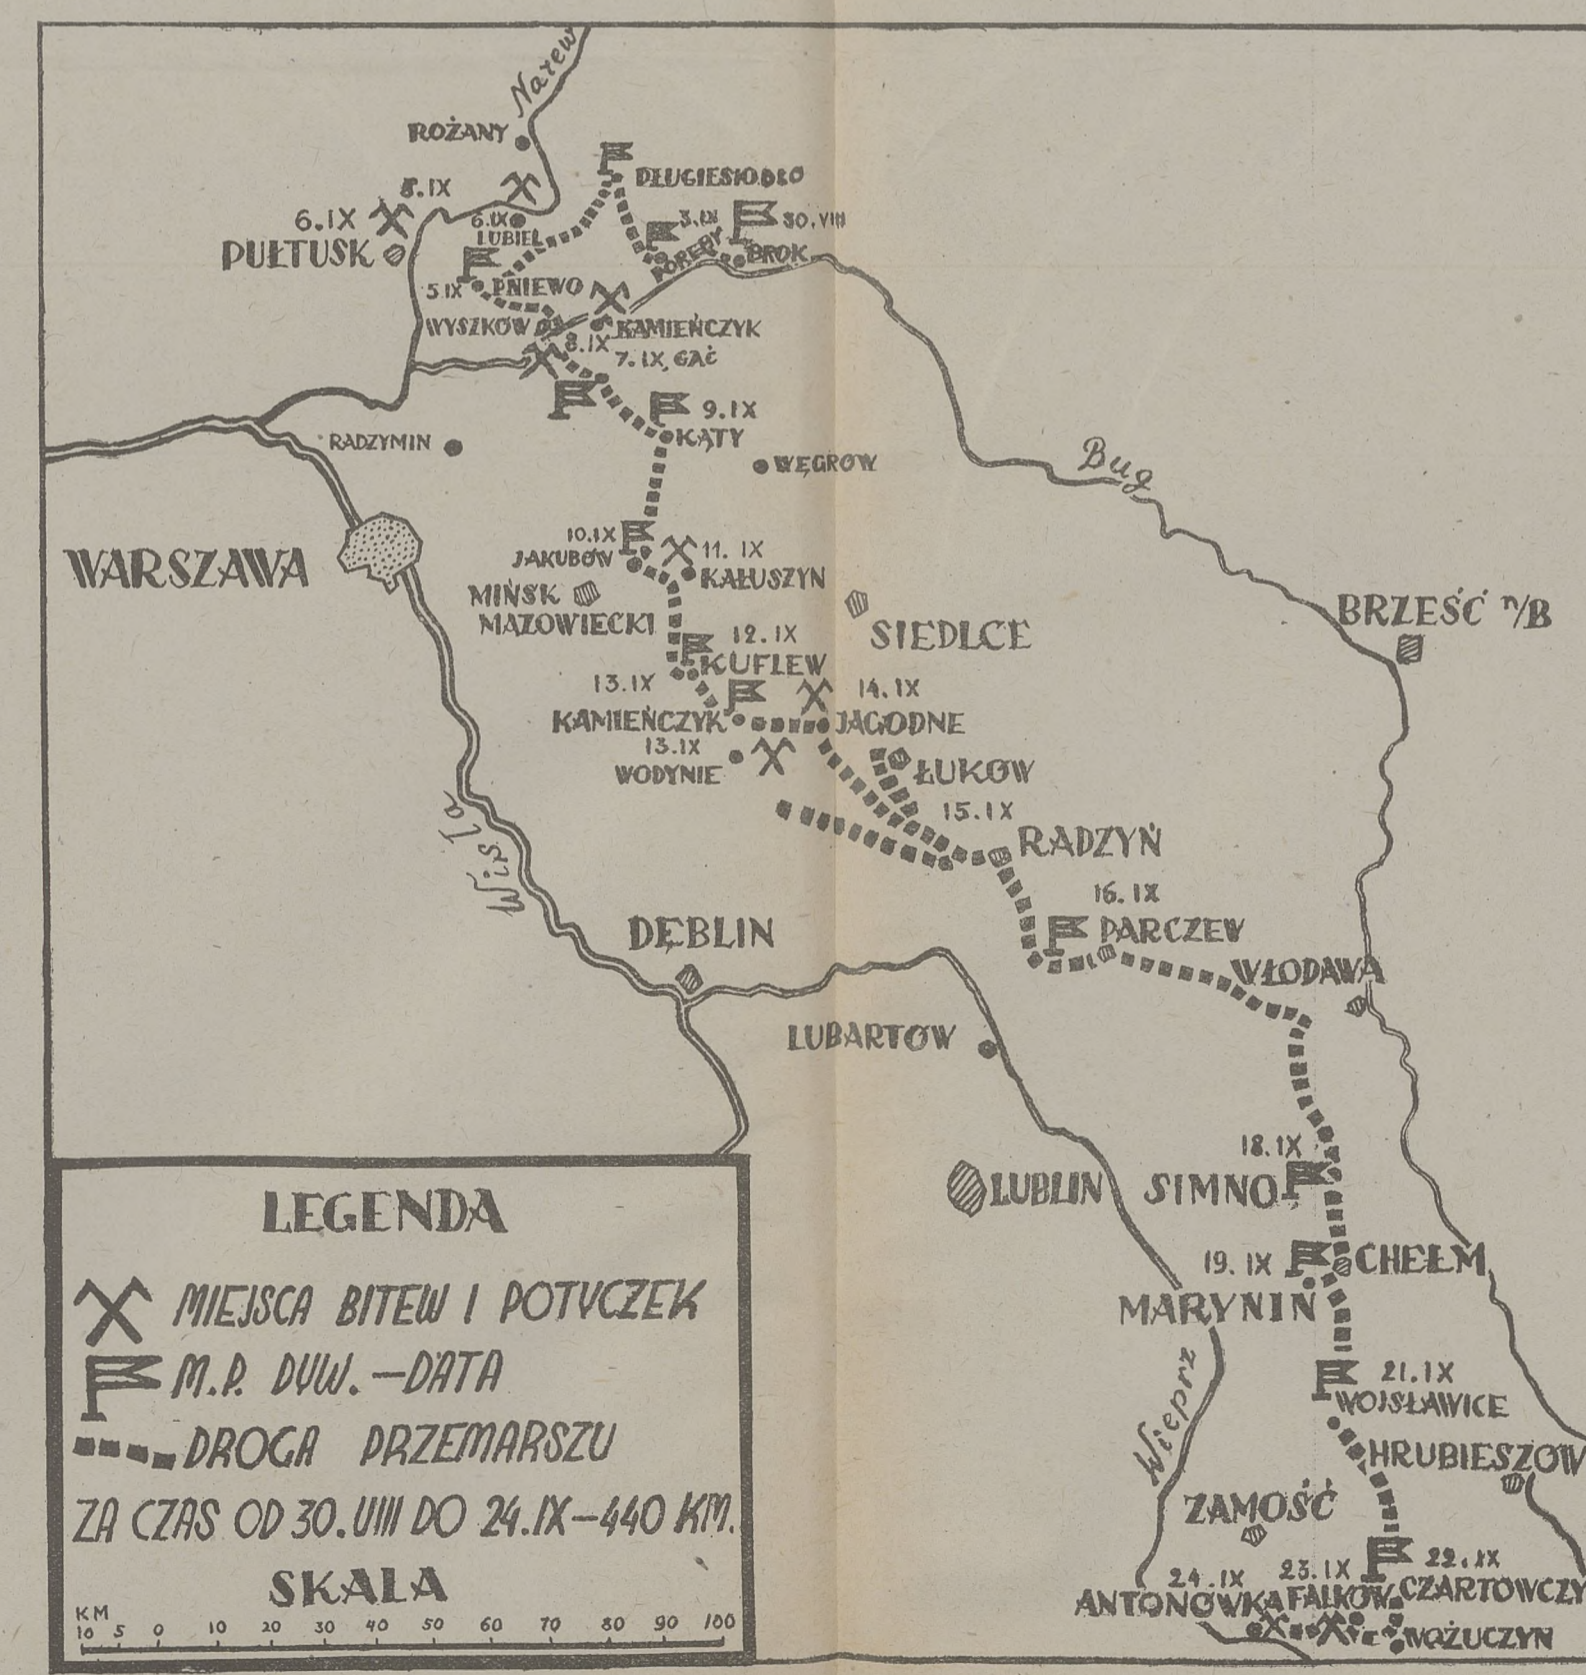 Narew
ROŻANY
DŁUGIESIODŁO
5.IX
6.IX
PUŁTUSK
6.IX
LUBIEL
3.IX
30.VIII
PORĘBY
BROK
5.IX
PNIEWO
WYSZKÓW
KAMIEŃCZYK
8.IX
7.IX, GAĆ
9.IX
KĄTY
RADZYMIN
WĘGRÓW
Bug
WARSZAWA
10.IX
JAKUBÓW
11.IX
KAŁUSZYN
MIŃSK
MAZOWIECKI
SIEDLCE
BRZEŚĆ n/B
12.IX
KUFLEW
13.IX
14.IX
KAMIEŃCZYK
JAGODNE
13.IX
WODYNIE
ŁUKÓW
15.IX
RADZYŃ
Wisła
16.IX
PARCZEW
DĘBLIN
WŁODAWA
LUBARTÓW
18.IX
LUBLIN
SIMNO
19.IX
CHEŁM
MARYNIN
Wieprz
21.IX
WOJSŁAWICE
HRUBIESZÓW
ZAMOŚĆ
22.IX
23.IX
24.IX
ANTONÓWKA
FALKÓW
CZARTOWCZY
WOŻUCZYN
LEGENDA
MIEJSCA BITEW I POTYCZEK
M.P. DYW. – DATA
DROGA PRZEMARSZU
ZA CZAS OD 30.VIII DO 24.IX – 440 KM.
SKALA
KM
10 5 0 10 20 30 40 50 60 70 80 90 100